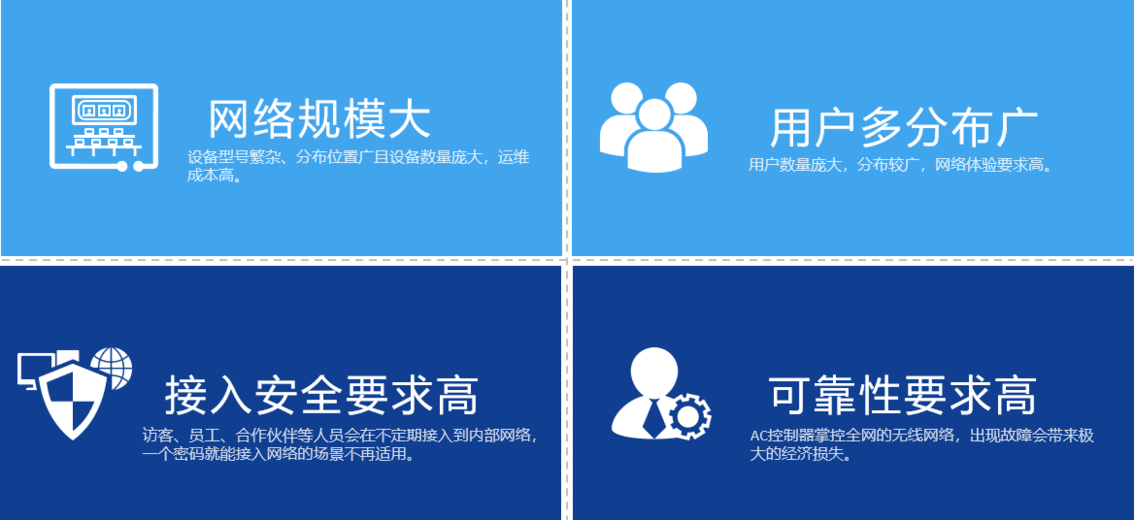 网络规模大
设备型号繁杂、分布位置广且设备数量庞大，运维
成本高。
用户多分布广
用户数量庞大，分布较广，网络体验要求高。
接入安全要求高
访客、员工、合作伙伴等人员会在不定期接入到内部网络，
一个密码就能接入网络的场景不再适用。
可靠性要求高
AC控制器掌控全网的无线网络，出现故障会带来极
大的经济损失。